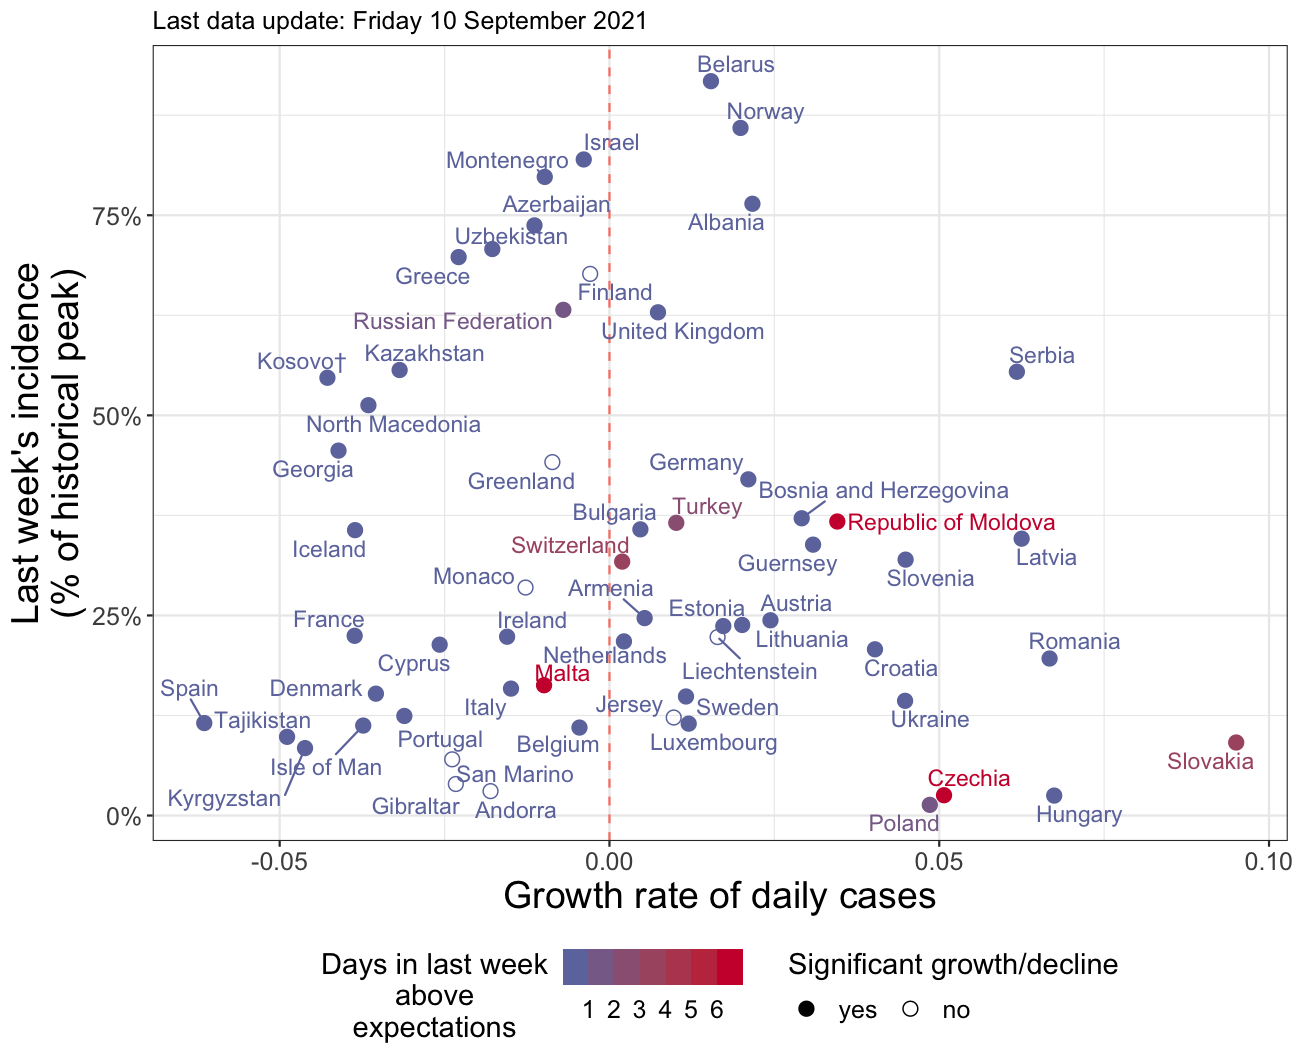 Last data update: Friday 10 September 2021
Last week's incidence
(% of historical peak)
75%
50%
25%
0%
Belarus
Norway
Israel
Montenegro
Azerbaijan
Albania
Uzbekistan
Greece
Finland
Russian Federation
United Kingdom
Kosovo†
Kazakhstan
Serbia
North Macedonia
Georgia
Greenland
Germany
Bosnia and Herzegovina
Bulgaria
Turkey
Republic of Moldova
Iceland
Switzerland
Guernsey
Latvia
Monaco
Armenia
Slovenia
France
Ireland
Estonia
Austria
Cyprus
Netherlands
Lithuania
Romania
Malta
Liechtenstein
Croatia
Spain
Denmark
Italy
Jersey
Sweden
Tajikistan
Ukraine
Portugal
Belgium
Luxembourg
Isle of Man
San Marino
Slovakia
Kyrgyzstan
Gibraltar
Andorra
Czechia
Poland
Hungary
-0.05
0.00
0.05
0.10
Growth rate of daily cases
Days in last week
above
expectations
1 2 3 4 5 6
Significant growth/decline
yes
no